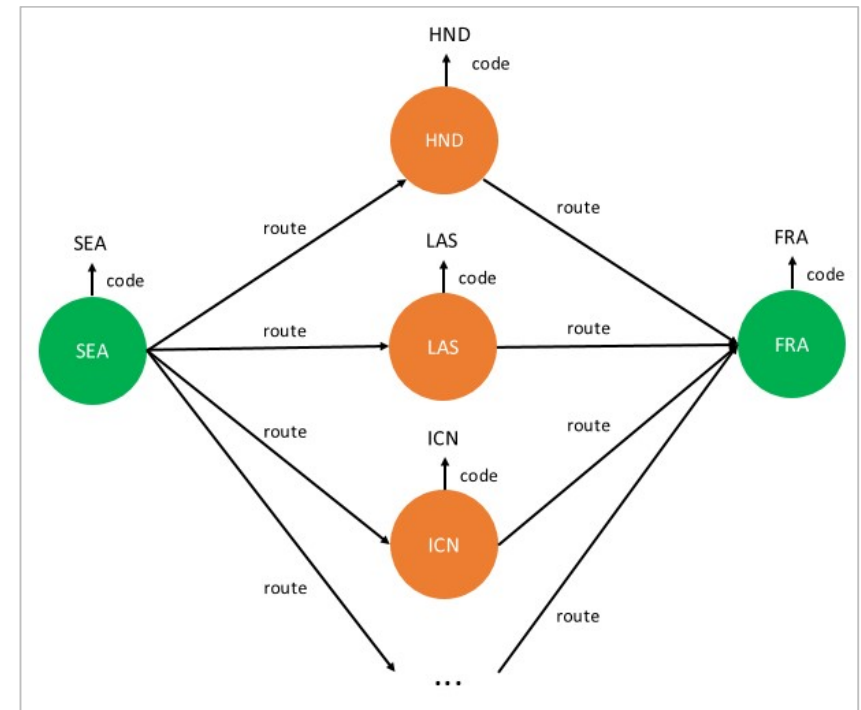 HND
code
HND
route
route
SEA
code
LAS
code
FRA
code
SEA
route
LAS
route
FRA
route
ICN
code
route
ICN
route
route
...